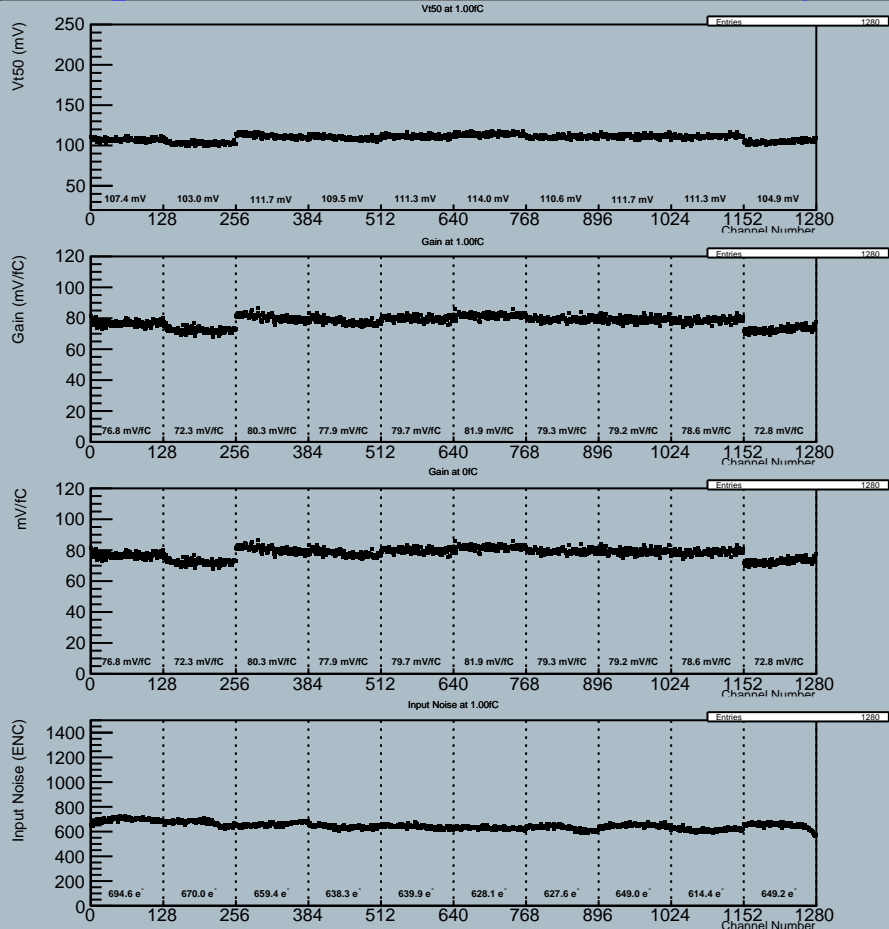 Vt50 at 1.00fC
Entries 1280
Vt50 (mV)
250
200
150
100
50
107.4 mV 103.0 mV 111.7 mV 109.5 mV 111.3 mV 114.0 mV 110.6 mV 111.7 mV 111.3 mV 104.9 mV
0 128 256 384 512 640 768 896 1024 1152 1280
Channel Number
Gain at 1.00fC
Entries 1280
Gain (mV/fC)
120
100
80
60
40
20
0
76.8 mV/fC 72.3 mV/fC 80.3 mV/fC 77.9 mV/fC 79.7 mV/fC 81.9 mV/fC 79.3 mV/fC 79.2 mV/fC 78.6 mV/fC 72.8 mV/fC
0 128 256 384 512 640 768 896 1024 1152 1280
Channel Number
Gain at 0fC
Entries 1280
mV/fC
120
100
80
60
40
20
0
76.8 mV/fC 72.3 mV/fC 80.3 mV/fC 77.9 mV/fC 79.7 mV/fC 81.9 mV/fC 79.3 mV/fC 79.2 mV/fC 78.6 mV/fC 72.8 mV/fC
0 128 256 384 512 640 768 896 1024 1152 1280
Channel Number
Input Noise at 1.00fC
Entries 1280
Input Noise (ENC)
1400
1200
1000
800
600
400
200
0
694.6 e⁻ 670.0 e⁻ 659.4 e⁻ 638.3 e⁻ 639.9 e⁻ 628.1 e⁻ 627.6 e⁻ 649.0 e⁻ 614.4 e⁻ 649.2 e⁻
0 128 256 384 512 640 768 896 1024 1152 1280
Channel Number